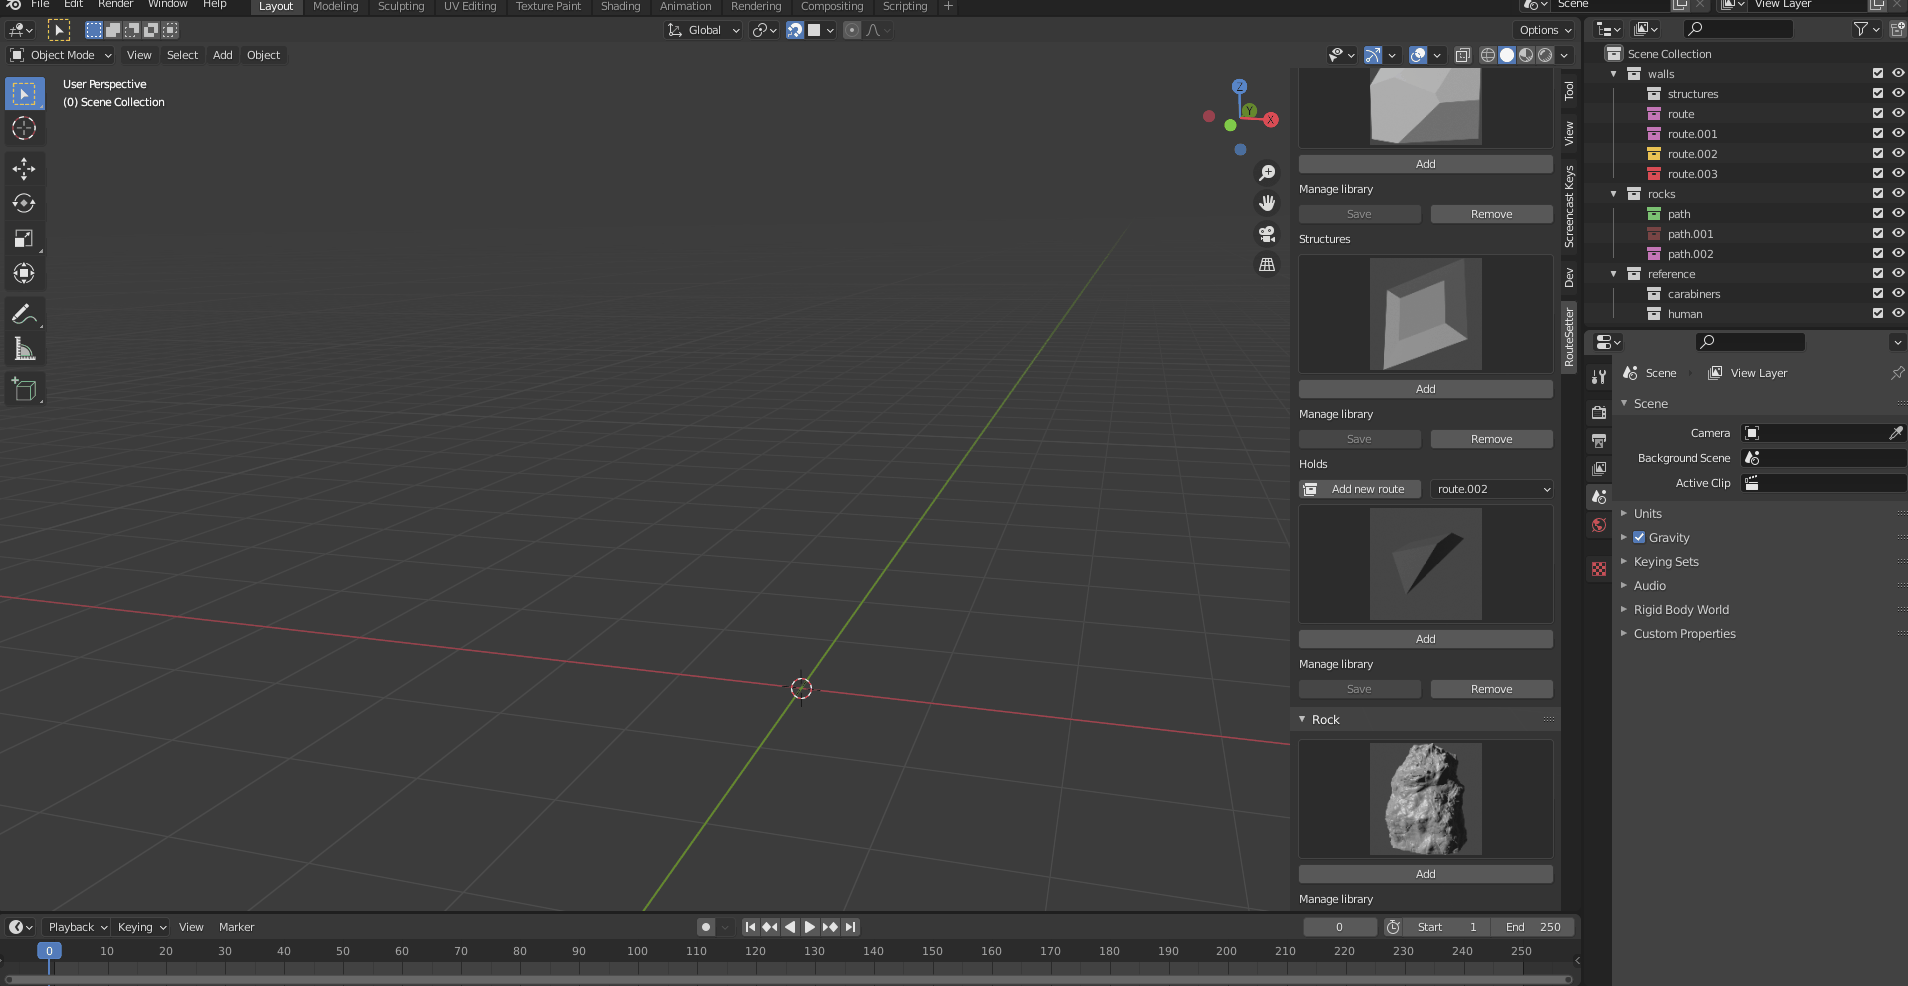 File Edit Render Window Help Layout Modeling Sculpting UV Editing Texture Paint Shading Animation Rendering Compositing Scripting + Scene View Layer
Global Options
Object Mode View Select Add Object
User Perspective
(0) Scene Collection
Z
Y
X
Tool
View
Screencast Keys
Dev
RouteSetter
Add
Manage library
Save Remove
Structures
Add
Manage library
Save Remove
Holds
Add new route route.002
Add
Manage library
Save Remove
Rock
Add
Manage library
Scene Collection
walls
structures
route
route.001
route.002
route.003
rocks
path
path.001
path.002
reference
carabiners
human
Scene View Layer
Scene
Camera
Background Scene
Active Clip
Units
Gravity
Keying Sets
Audio
Rigid Body World
Custom Properties
Playback Keying View Marker 0 Start 1 End 250
0 10 20 30 40 50 60 70 80 90 100 110 120 130 140 150 160 170 180 190 200 210 220 230 240 250